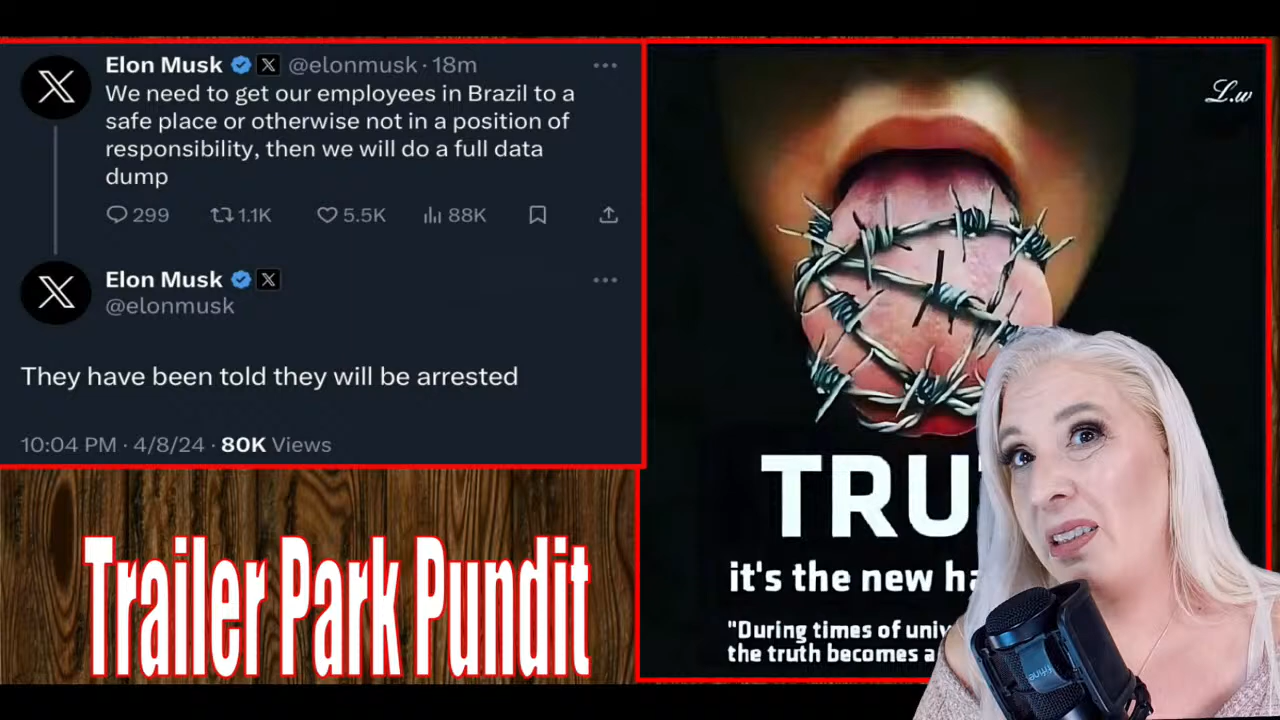 Elon Musk @elonmusk · 18m
We need to get our employees in Brazil to a
safe place or otherwise not in a position of
responsibility, then we will do a full data
dump
299 1.1K 5.5K 88K
Elon Musk
@elonmusk
They have been told they will be arrested
10:04 PM · 4/8/24 · 80K Views
Trailer Park Pundit
L.w
it's the new
"During times of
the truth becomes a